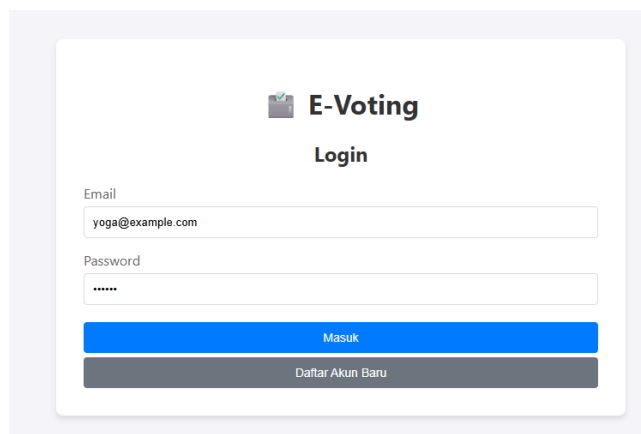 E-Voting
Login
Email
yoga@example.com
Password
••••••
Masuk
Daftar Akun Baru